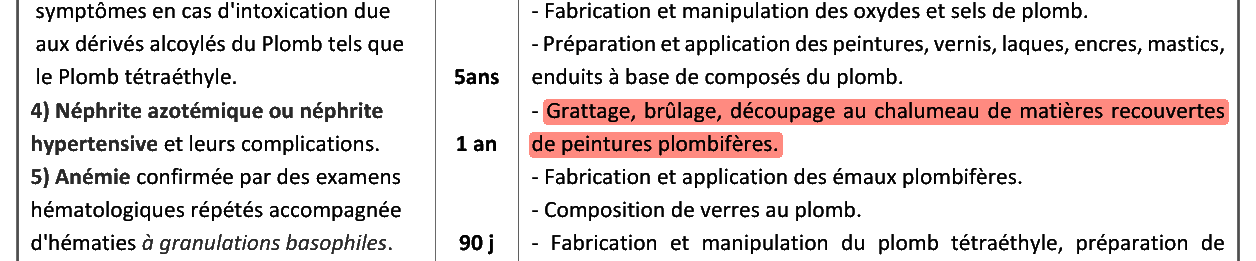 symptômes en cas d'intoxication due
aux dérivés alcoylés du Plomb tels que
le Plomb tétraéthyle.
4) Néphrite azotémique ou néphrite
hypertensive et leurs complications.
5) Anémie confirmée par des examens
hématologiques répétés accompagnée
d'hématies à granulations basophiles.
5ans
1 an
90 j
- Fabrication et manipulation des oxydes et sels de plomb.
- Préparation et application des peintures, vernis, laques, encres, mastics,
enduits à base de composés du plomb.
- Grattage, brûlage, découpage au chalumeau de matières recouvertes
de peintures plombifères.
- Fabrication et application des émaux plombifères.
- Composition de verres au plomb.
- Fabrication et manipulation du plomb tétraéthyle, préparation de